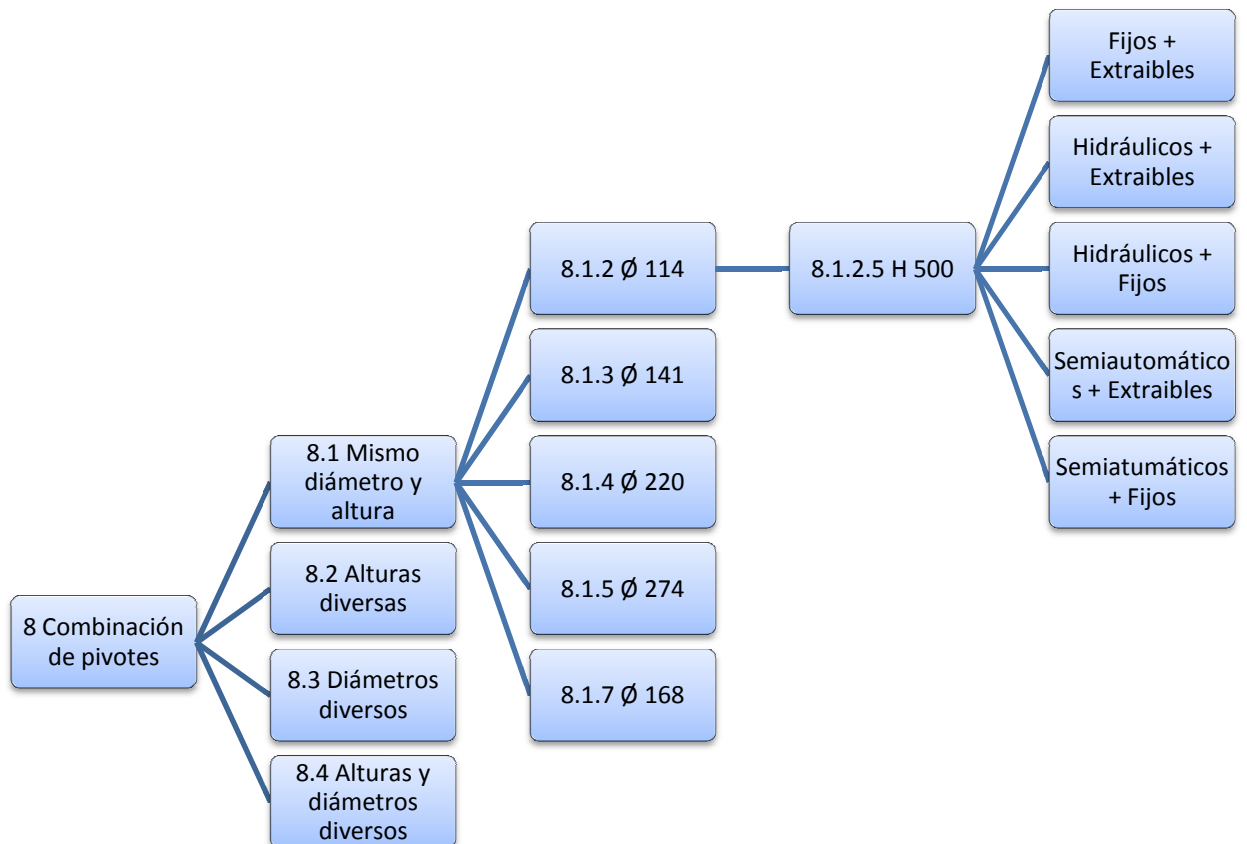 8 Combinación
de pivotes
8.1 Mismo
diámetro y
altura
8.2 Alturas
diversas
8.3 Diámetros
diversos
8.4 Alturas y
diámetros
diversos
8.1.2 Ø 114
8.1.3 Ø 141
8.1.4 Ø 220
8.1.5 Ø 274
8.1.7 Ø 168
8.1.2.5 H 500
Fijos +
Extraibles
Hidráulicos +
Extraibles
Hidráulicos +
Fijos
Semiautomático
s + Extraibles
Semiatumáticos
+ Fijos